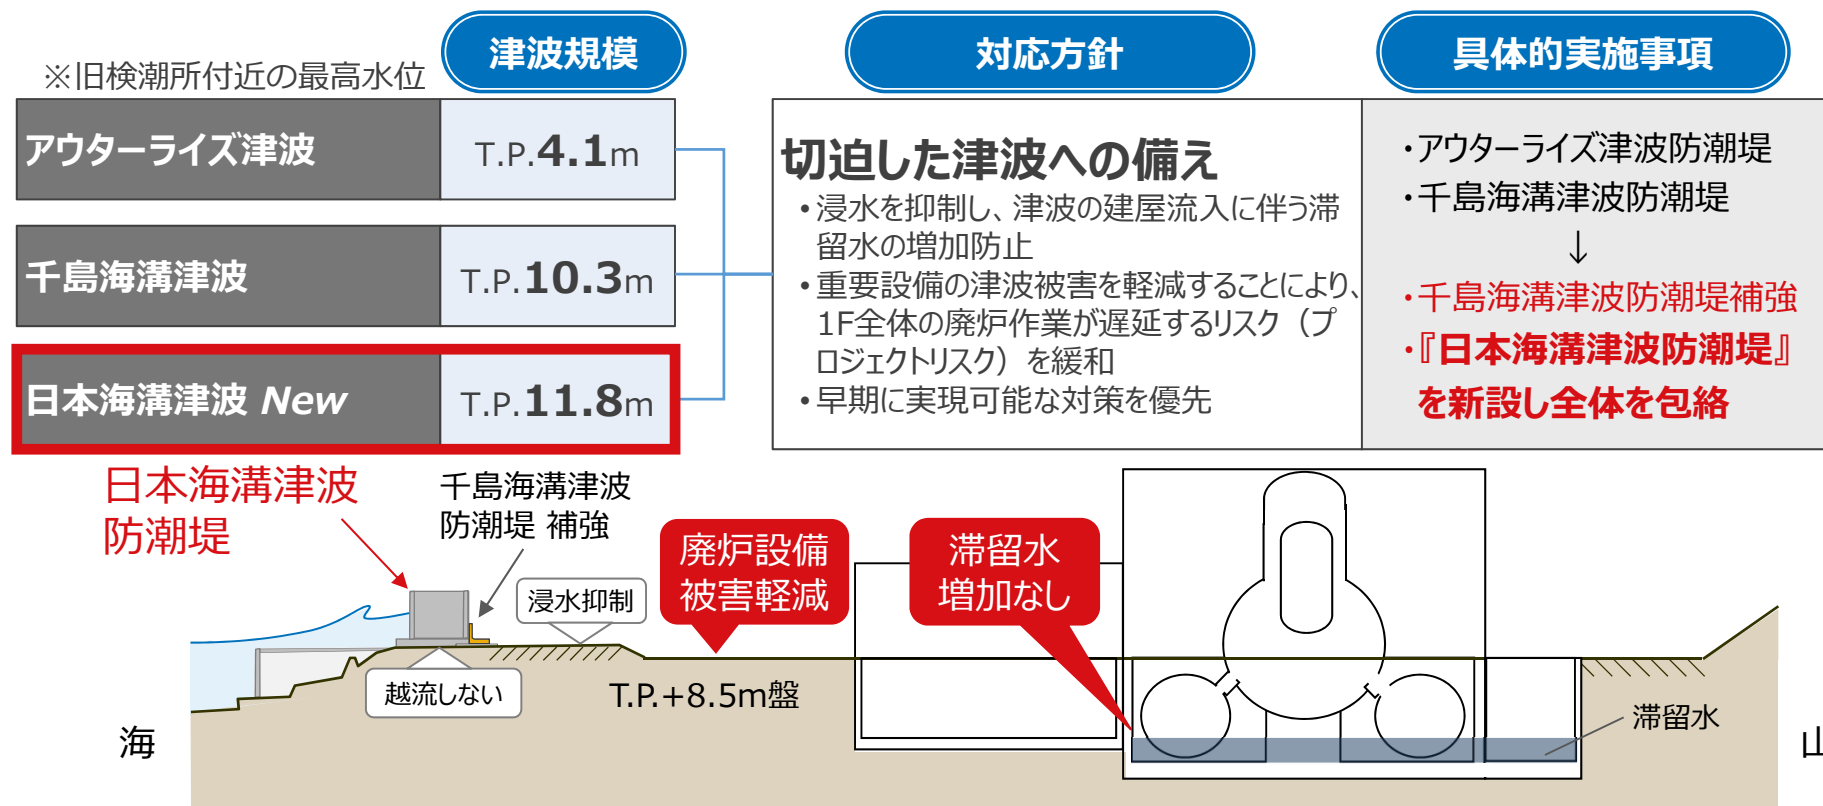 津波規模
対応方針
具体的実施事項
※旧検潮所付近の最高水位
アウターライズ津波
T.P.4.1m
千島海溝津波
T.P.10.3m
日本海溝津波 New
T.P.11.8m
切迫した津波への備え
・浸水を抑制し、津波の建屋流入に伴う滞
留水の増加防止
・重要設備の津波被害を軽減することにより、
1F全体の廃炉作業が遅延するリスク（プ
ロジェクトリスク）を緩和
・早期に実現可能な対策を優先
・アウターライズ津波防潮堤
・千島海溝津波防潮堤
↓
・千島海溝津波防潮堤補強
・『日本海溝津波防潮堤』
を新設し全体を包絡
日本海溝津波
防潮堤
千島海溝津波
防潮堤 補強
浸水抑制
廃炉設備
被害軽減
滞留水
増加なし
越流しない
T.P.+8.5m盤
滞留水
海
山